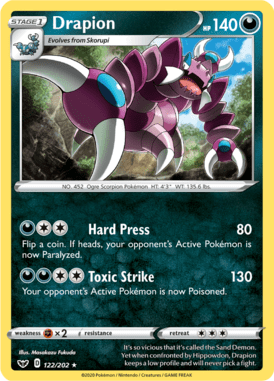 STAGE 1
Drapion
HP 140
Evolves from Skorupi
NO. 452 Ogre Scorpion Pokémon HT: 4'3" WT: 135.6 lbs.
Hard Press 80
Flip a coin. If heads, your opponent's Active Pokémon is
now Paralyzed.
Toxic Strike 130
Your opponent's Active Pokémon is now Poisoned.
weakness ×2 resistance retreat
Illus. Masakazu Fukuda
D 122/202 ★
It's so vicious that it's called the Sand Demon.
Yet when confronted by Hippowdon, Drapion
keeps a low profile and will never pick a fight.
©2020 Pokémon / Nintendo / Creatures / GAME FREAK